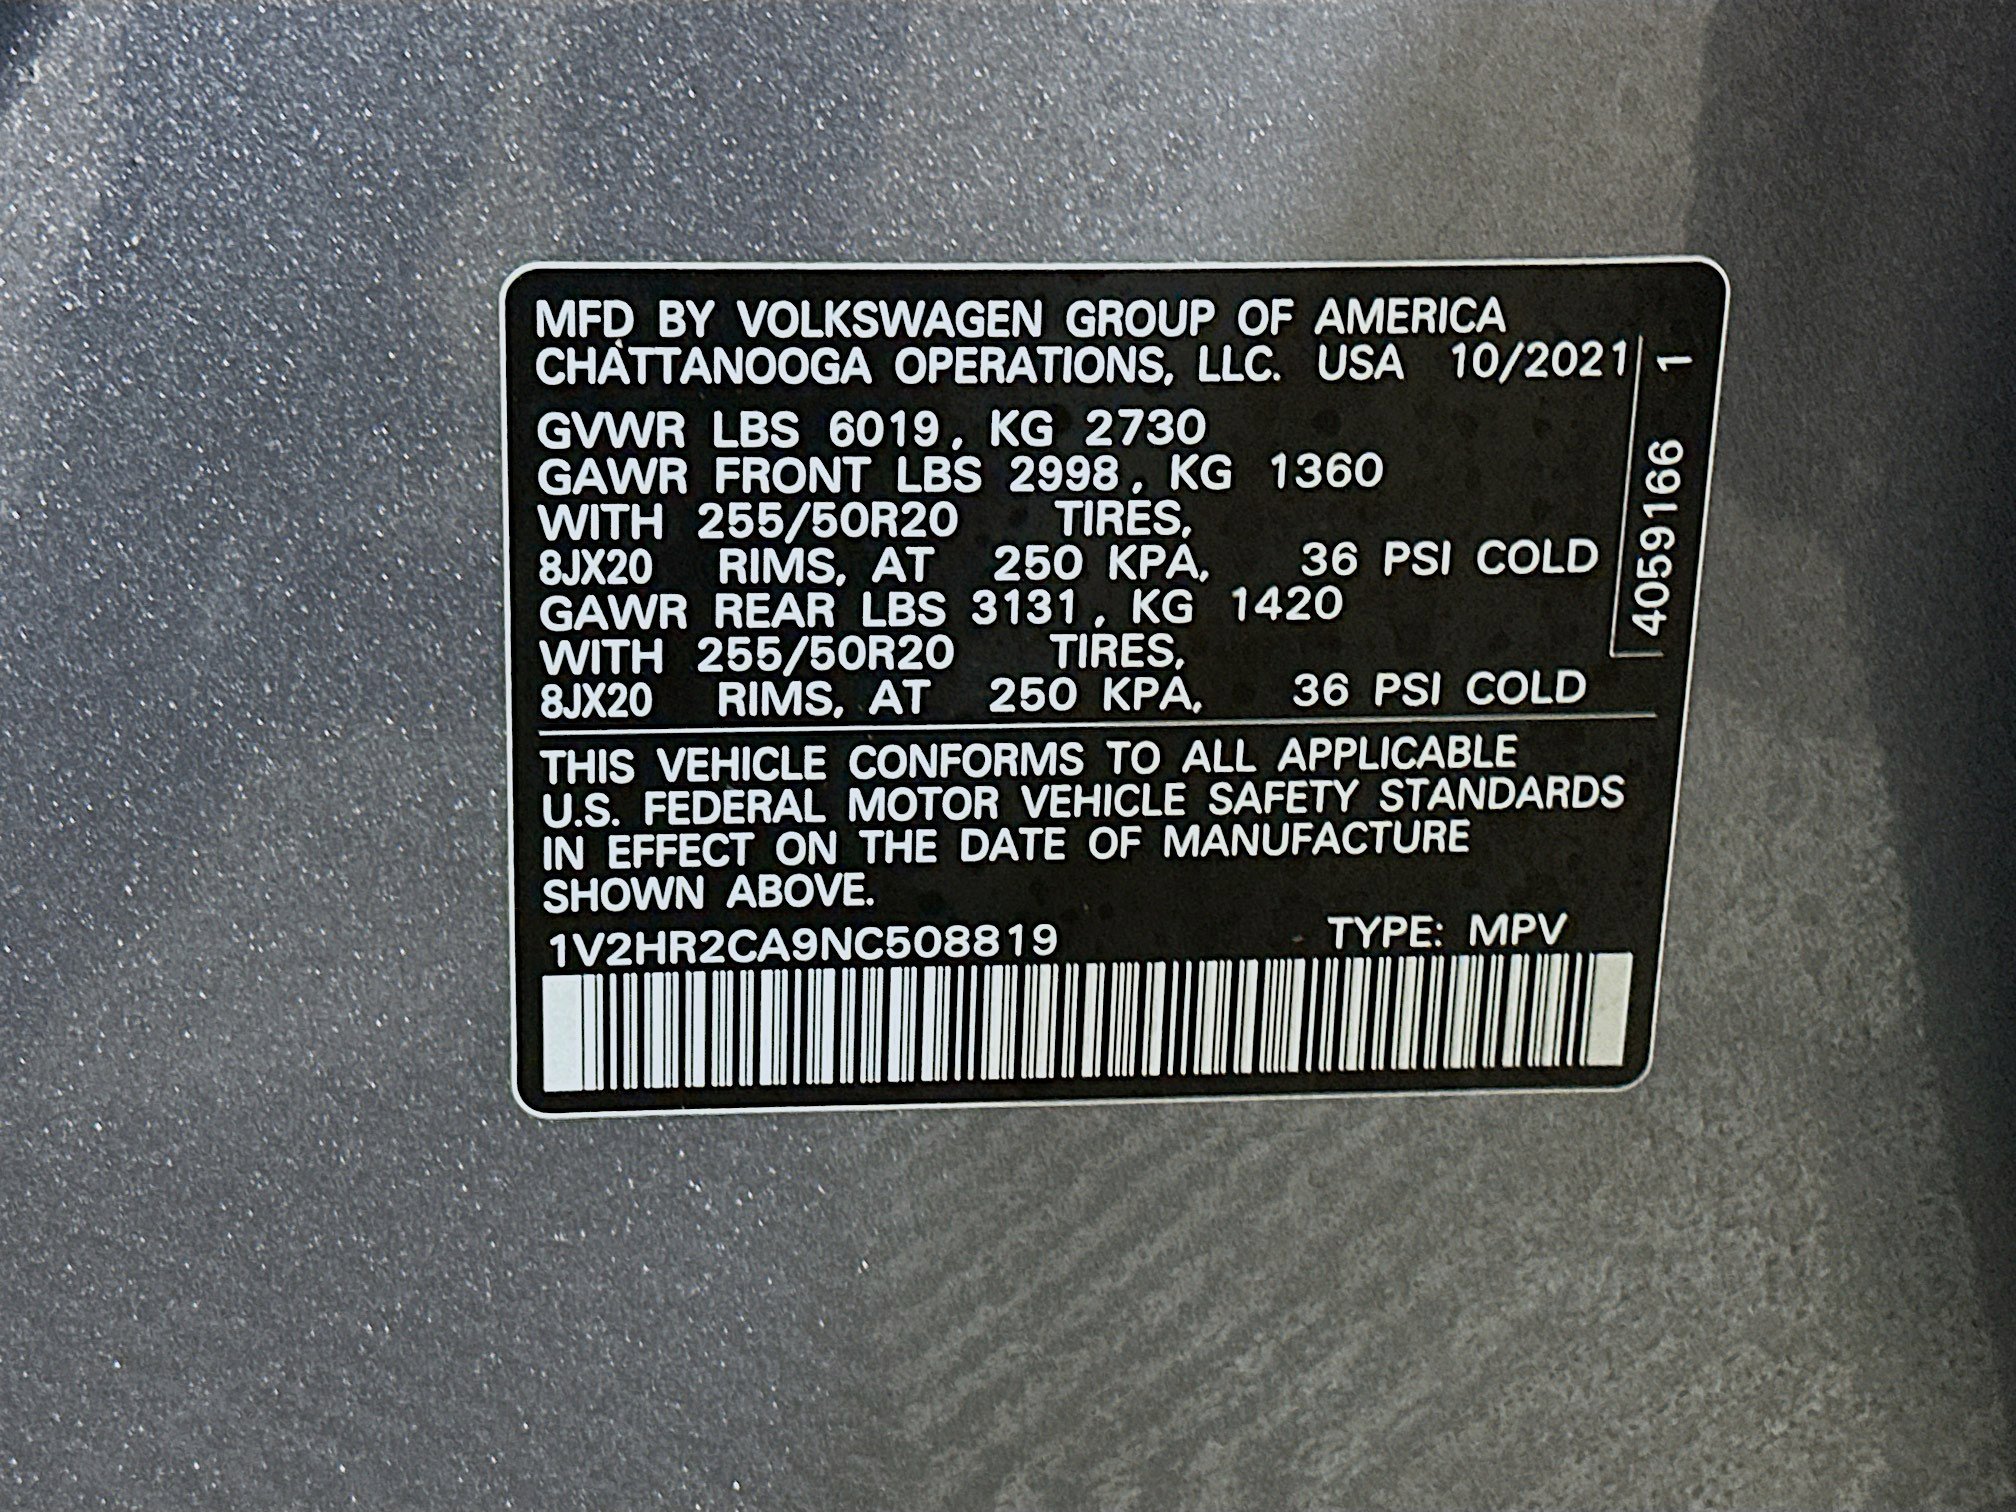 MFD BY VOLKSWAGEN GROUP OF AMERICA
CHATTANOOGA OPERATIONS, LLC. USA 10/2021
GVWR LBS 6019, KG 2730
GAWR FRONT LBS 2998, KG 1360
WITH 255/50R20 TIRES,
8JX20 RIMS, AT 250 KPA, 36 PSI COLD
GAWR REAR LBS 3131, KG 1420
WITH 255/50R20 TIRES,
8JX20 RIMS, AT 250 KPA, 36 PSI COLD
4059166 1
THIS VEHICLE CONFORMS TO ALL APPLICABLE
U.S. FEDERAL MOTOR VEHICLE SAFETY STANDARDS
IN EFFECT ON THE DATE OF MANUFACTURE
SHOWN ABOVE.
1V2HR2CA9NC508819 TYPE: MPV